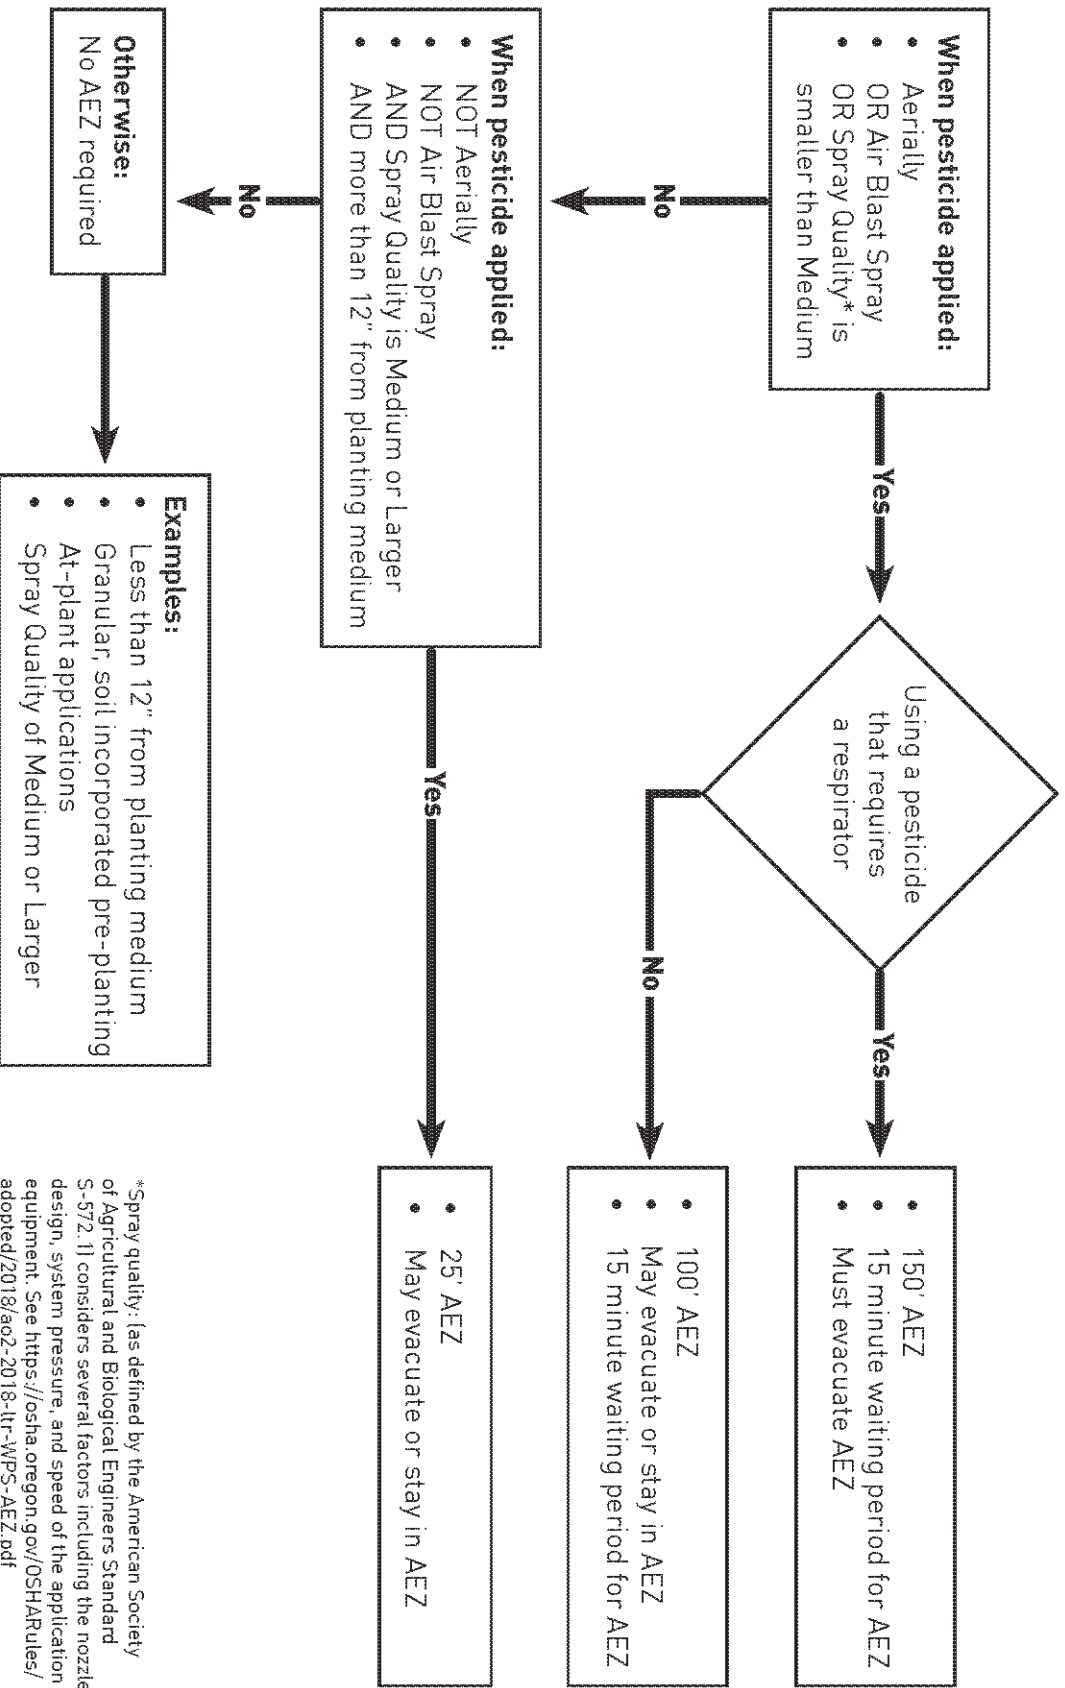 When pesticide applied:
• Aerially
• OR Air Blast Spray
• OR Spray Quality* is
smaller than Medium
Yes
Using a pesticide
that requires
a respirator
Yes
• 150' AEZ
• 15 minute waiting period for AEZ
• Must evacuate AEZ
No
• 100' AEZ
• May evacuate or stay in AEZ
• 15 minute waiting period for AEZ
No
When pesticide applied:
• NOT Aerially
• NOT Air Blast Spray
• AND Spray Quality is Medium or Larger
• AND more than 12" from planting medium
Yes
• 25' AEZ
• May evacuate or stay in AEZ
No
Otherwise:
No AEZ required
Examples:
• Less than 12" from planting medium
• Granular, soil incorporated pre-planting
• At-plant applications
• Spray Quality of Medium or Larger
*Spray quality: (as defined by the American Society
of Agricultural and Biological Engineers Standard
S-572.1) considers several factors including the nozzle
design, system pressure, and speed of the application
equipment. See https://osha.oregon.gov/OSHARules/
adopted/2018/ao2-2018-ltr-WPS-AEZ.pdf